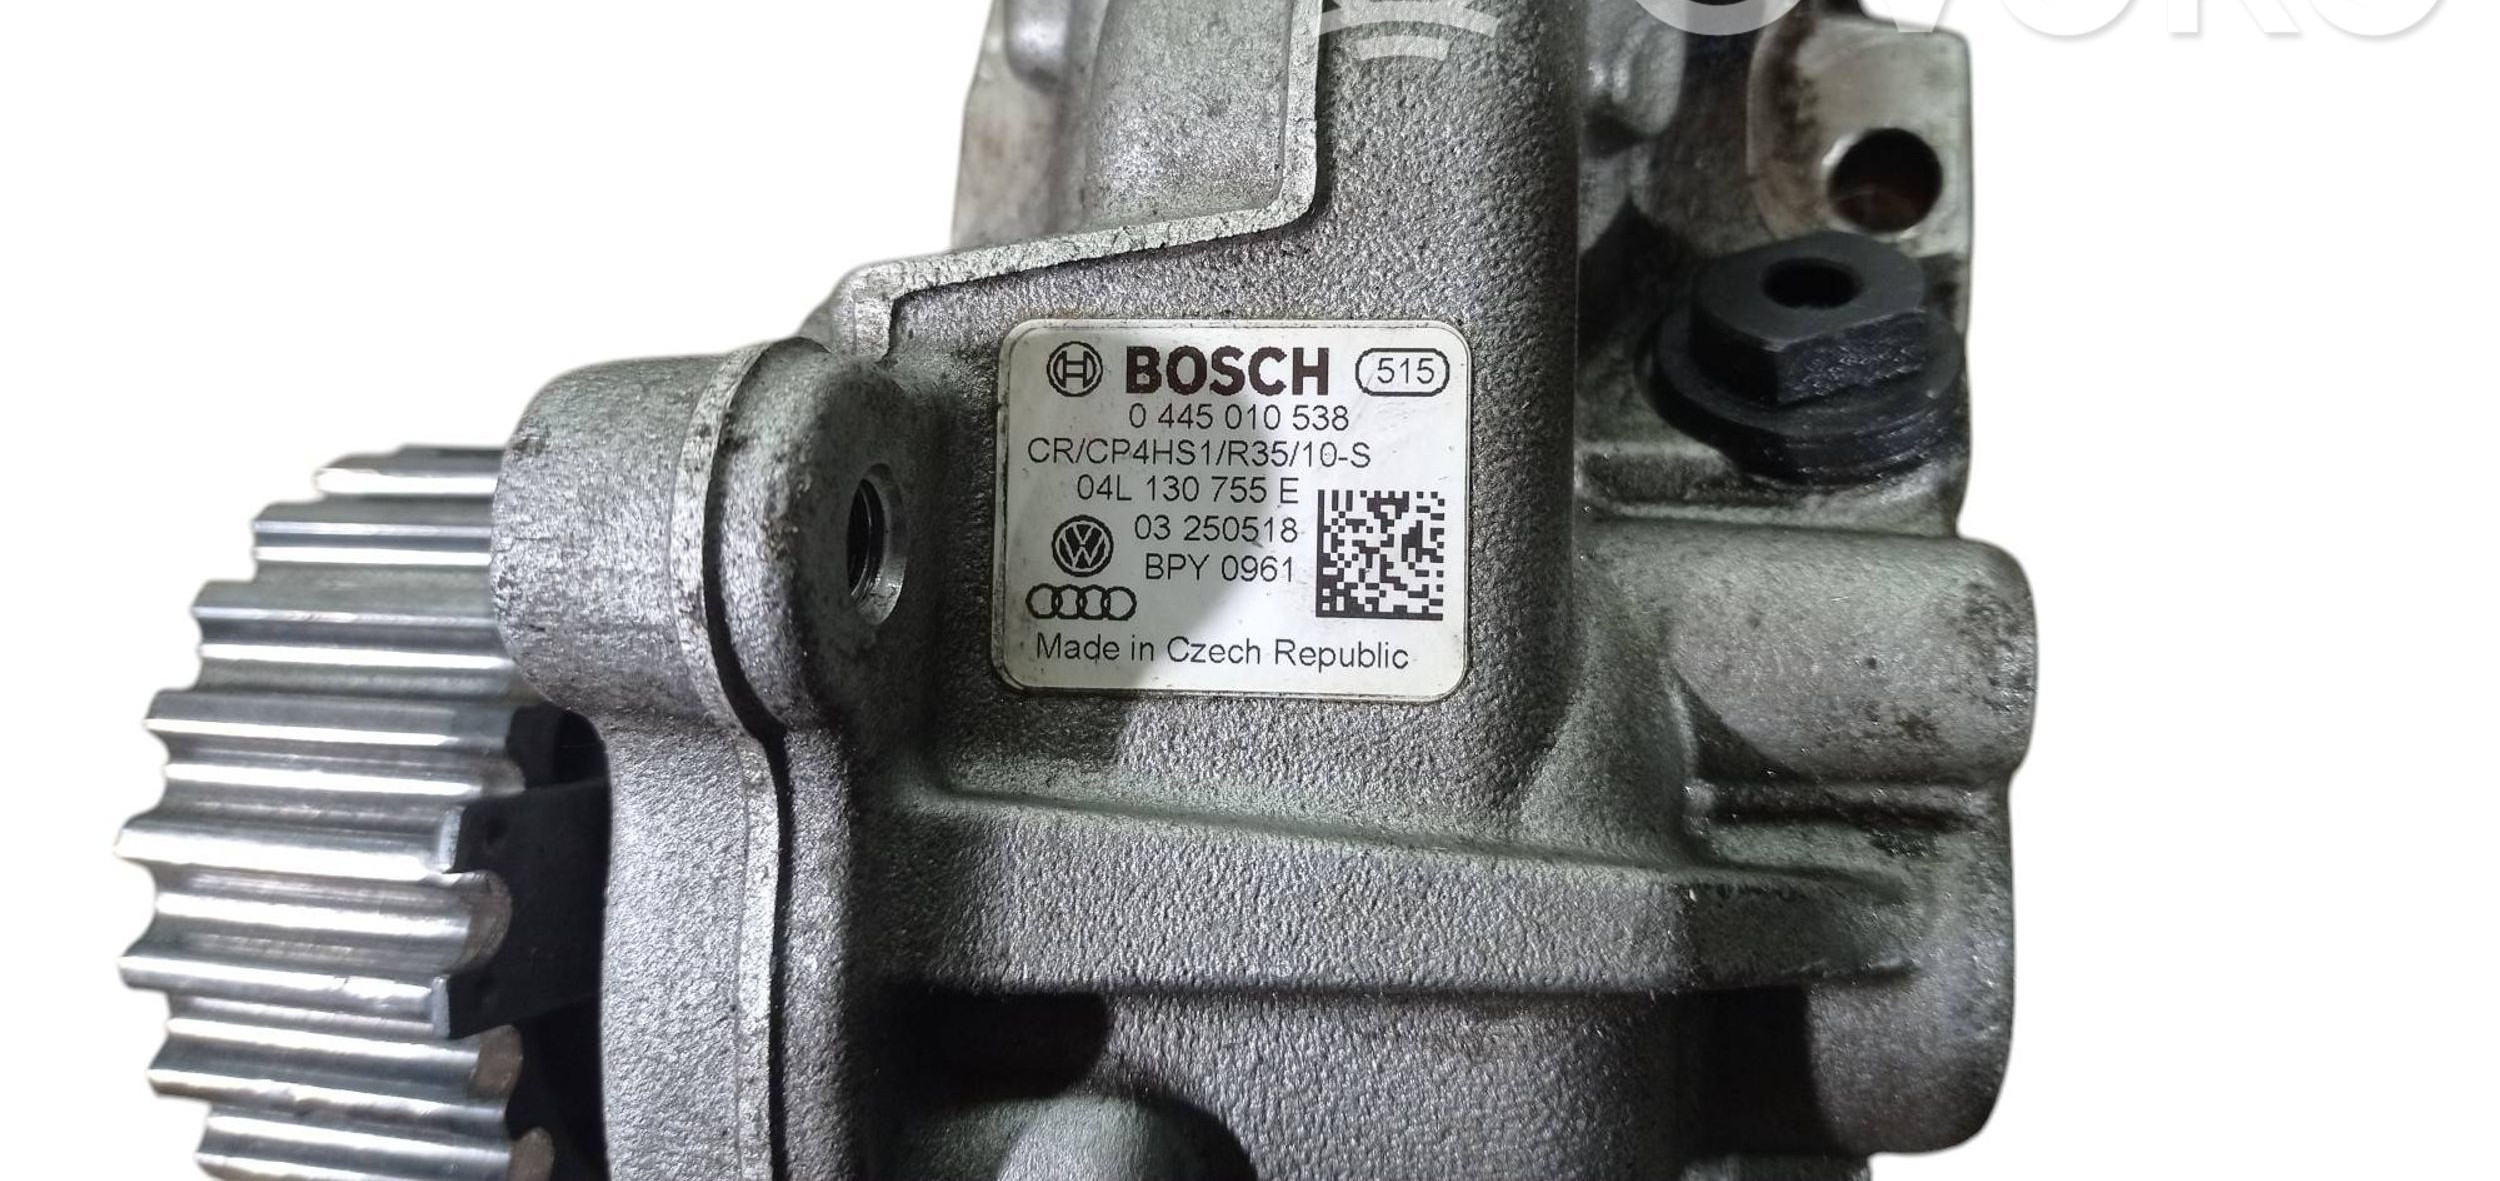 OVOKO
BOSCH 515
0 445 010 538
CR/CP4HS1/R35/10-S
04L 130 755 E
03 250518
BPY 0961
Made in Czech Republic